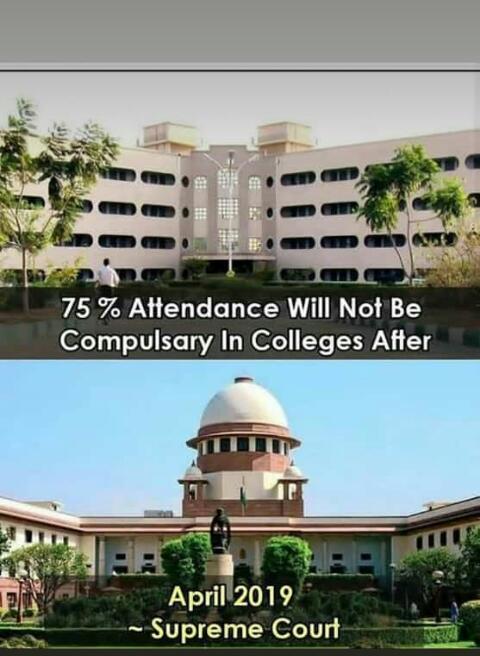 75 % Attendance Will Not Be
Compulsary In Colleges After
April 2019
~ Supreme Court